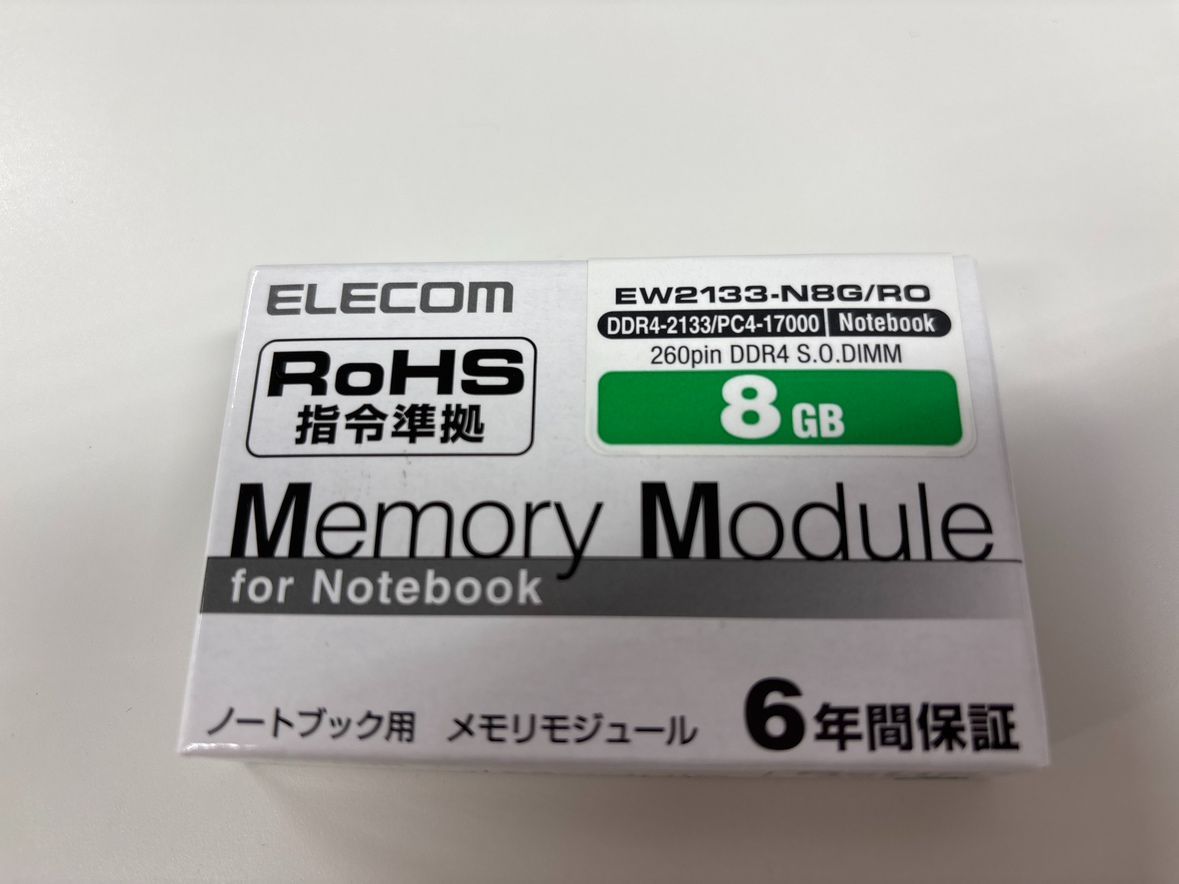 ELECOM
RoHS
指令準拠
EW2133-N8G/RO
DDR4-2133/PC4-17000 Notebook
260pin DDR4 S.O.DIMM
8GB
Memory Module
for Notebook
ノートブック用 メモリモジュール
6年間保証